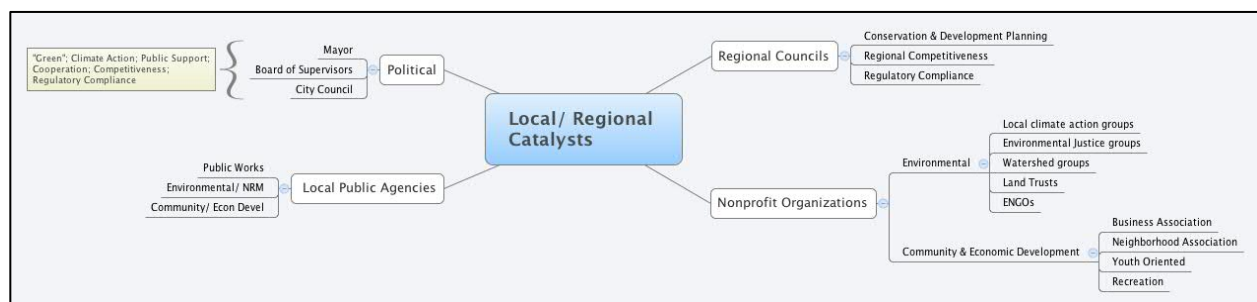 "Green"; Climate Action; Public Support;
Cooperation; Competitiveness;
Regulatory Compliance
Mayor
Board of Supervisors
City Council
Political
Public Works
Environmental/ NRM
Community/ Econ Devel
Local Public Agencies
Local/ Regional
Catalysts
Regional Councils
Conservation & Development Planning
Regional Competitiveness
Regulatory Compliance
Nonprofit Organizations
Environmental
Local climate action groups
Environmental Justice groups
Watershed groups
Land Trusts
ENGOs
Community & Economic Development
Business Association
Neighborhood Association
Youth Oriented
Recreation